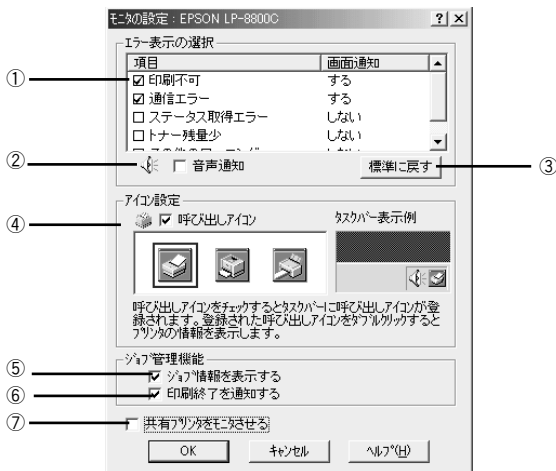 モニタの設定：EPSON LP-8800C
エラー表示の選択
項目 画面通知
① 印刷不可 する
通信エラー する
ステータス取得エラー しない
トナー残量少 しない
② 音声通知 標準に戻す ③
アイコン設定
④ 呼び出しアイコン タスクバー表示例
呼び出しアイコンをチェックするとタスクバーに呼び出しアイコンが登
録されます。登録された呼び出しアイコンをダブルクリックすると
プリンタの情報を表示します。
ジョブ管理機能
⑤ ジョブ情報を表示する
⑥ 印刷終了を通知する
⑦ 共有プリンタをモニタさせる
OK キャンセル ヘルプ(H)